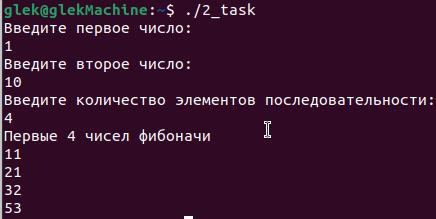 glek@glekMachine:~$ ./2_task
Введите первое число:
1
Введите второе число:
10
Введите количество элементов последовательности:
4
Первые 4 чисел фибоначи
11
21
32
53